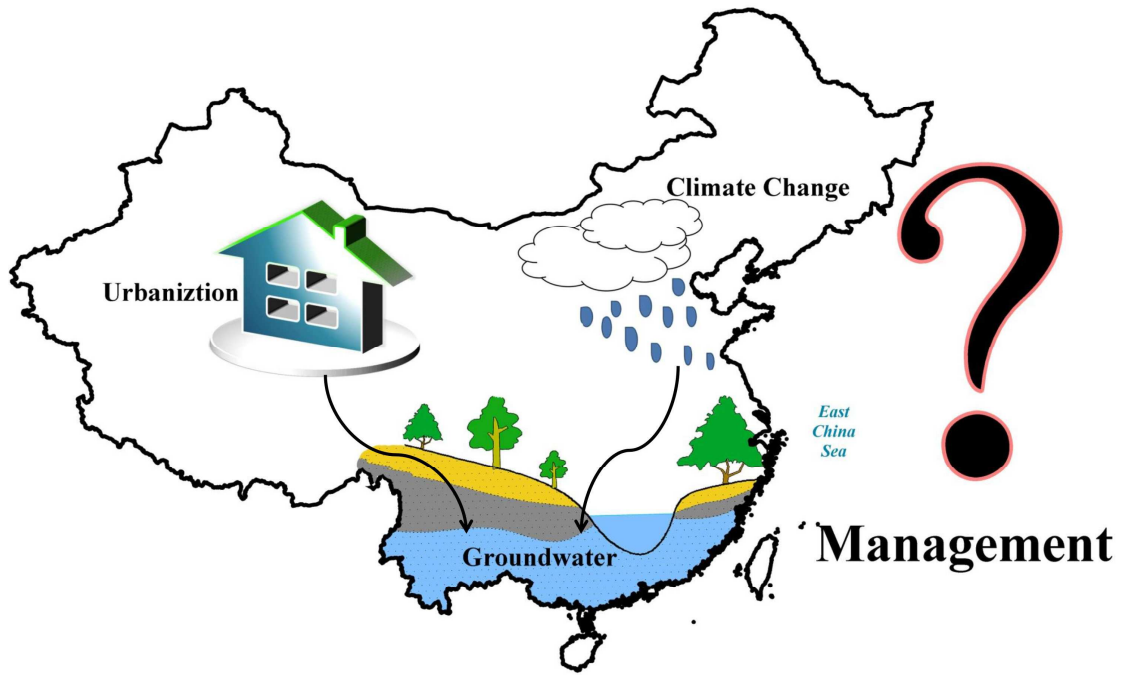 Climate Change
Urbaniztion
East
China
Sea
?
Management
Groundwater